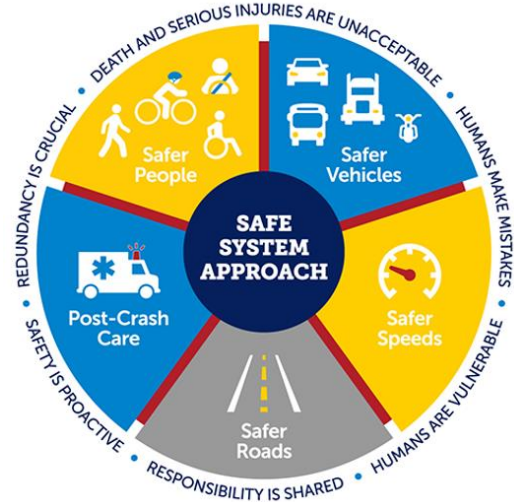 DEATH AND SERIOUS INJURIES ARE UNACCEPTABLE
HUMANS MAKE MISTAKES
HUMANS ARE VULNERABLE
RESPONSIBILITY IS SHARED
SAFETY IS PROACTIVE
REDUNDANCY IS CRUCIAL
Safer
People
Safer
Vehicles
SAFE
SYSTEM
APPROACH
Post-Crash
Care
Safer
Speeds
Safer
Roads